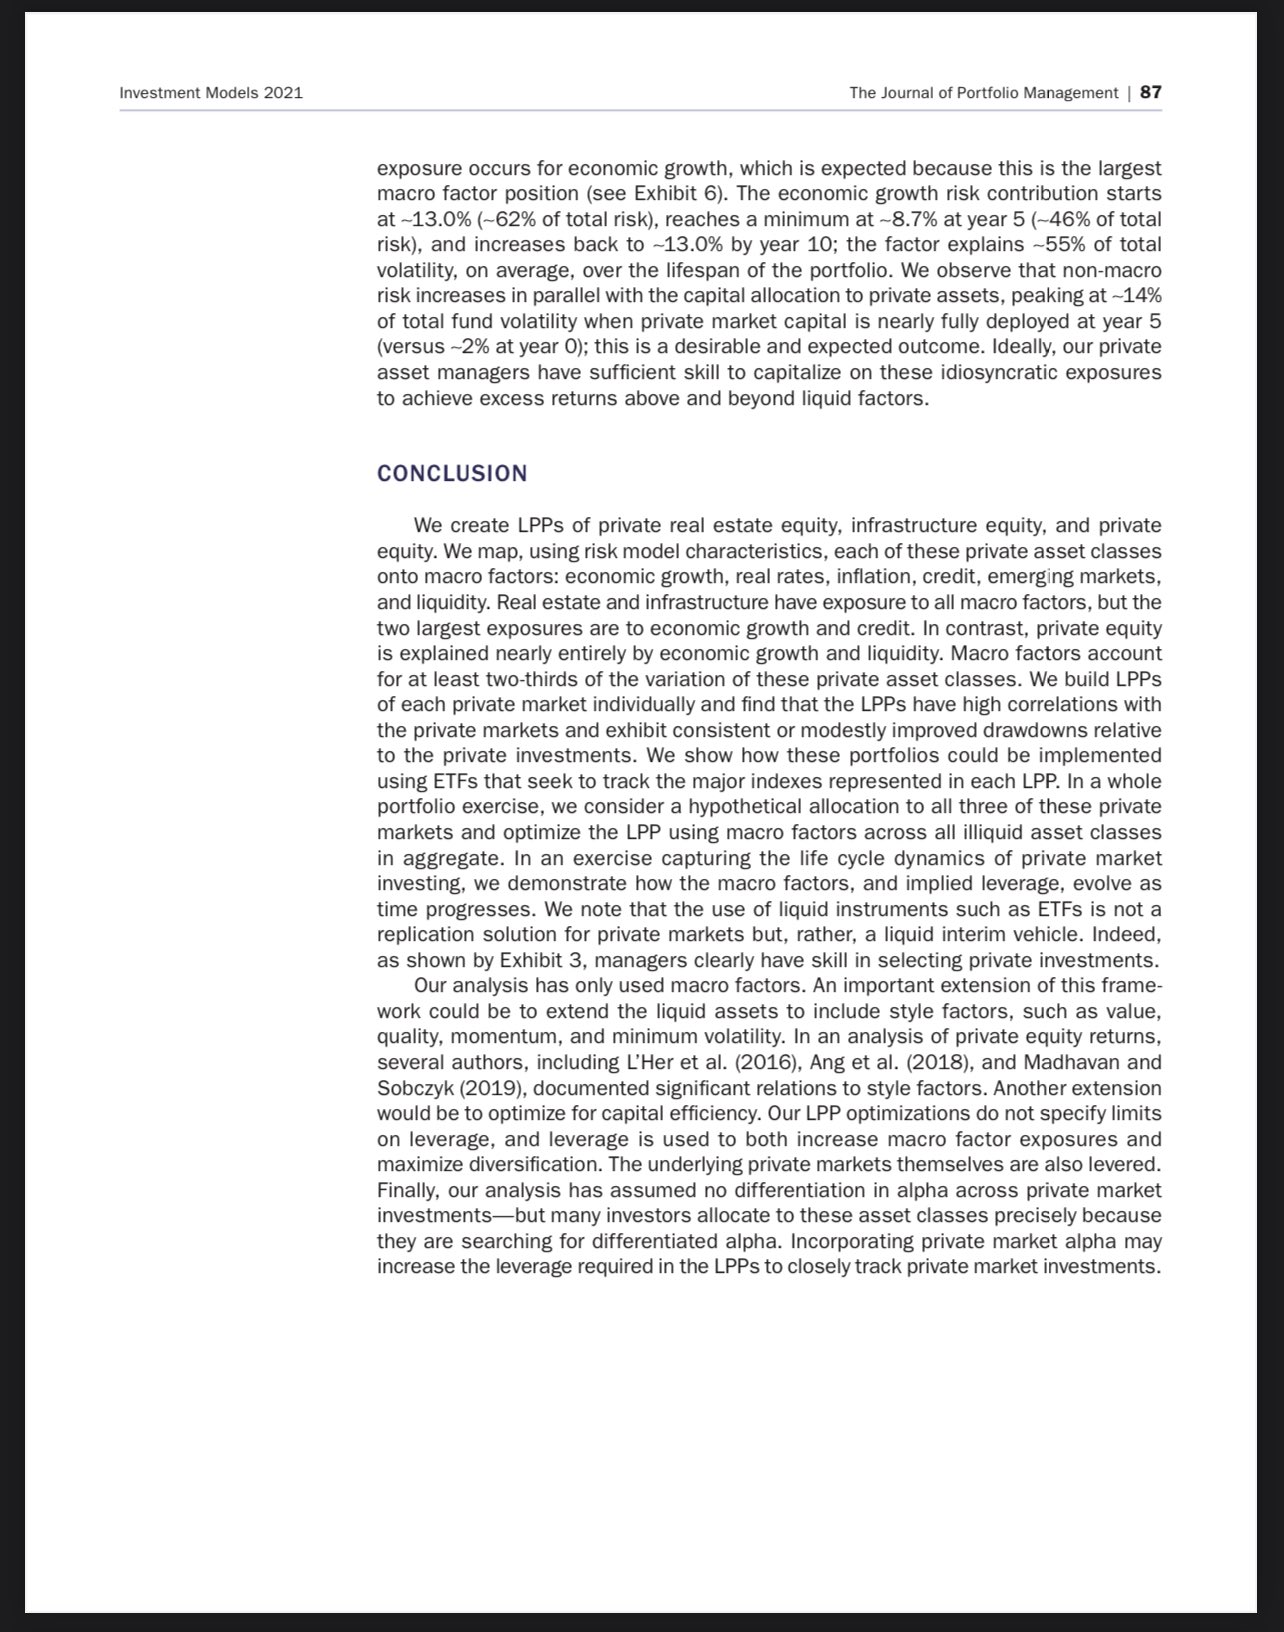 Investment Models 2021
The Journal of Portfolio Management | 87
exposure occurs for economic growth, which is expected because this is the largest
macro factor position (see Exhibit 6). The economic growth risk contribution starts
at ~13.0% (~62% of total risk), reaches a minimum at ~8.7% at year 5 (~46% of total
risk), and increases back to ~13.0% by year 10; the factor explains ~55% of total
volatility, on average, over the lifespan of the portfolio. We observe that non-macro
risk increases in parallel with the capital allocation to private assets, peaking at ~14%
of total fund volatility when private market capital is nearly fully deployed at year 5
(versus ~2% at year 0); this is a desirable and expected outcome. Ideally, our private
asset managers have sufficient skill to capitalize on these idiosyncratic exposures
to achieve excess returns above and beyond liquid factors.
CONCLUSION
We create LPPs of private real estate equity, infrastructure equity, and private
equity. We map, using risk model characteristics, each of these private asset classes
onto macro factors: economic growth, real rates, inflation, credit, emerging markets,
and liquidity. Real estate and infrastructure have exposure to all macro factors, but the
two largest exposures are to economic growth and credit. In contrast, private equity
is explained nearly entirely by economic growth and liquidity. Macro factors account
for at least two-thirds of the variation of these private asset classes. We build LPPs
of each private market individually and find that the LPPs have high correlations with
the private markets and exhibit consistent or modestly improved drawdowns relative
to the private investments. We show how these portfolios could be implemented
using ETFs that seek to track the major indexes represented in each LPP. In a whole
portfolio exercise, we consider a hypothetical allocation to all three of these private
markets and optimize the LPP using macro factors across all illiquid asset classes
in aggregate. In an exercise capturing the life cycle dynamics of private market
investing, we demonstrate how the macro factors, and implied leverage, evolve as
time progresses. We note that the use of liquid instruments such as ETFs is not a
replication solution for private markets but, rather, a liquid interim vehicle. Indeed,
as shown by Exhibit 3, managers clearly have skill in selecting private investments.
Our analysis has only used macro factors. An important extension of this frame-
work could be to extend the liquid assets to include style factors, such as value,
quality, momentum, and minimum volatility. In an analysis of private equity returns,
several authors, including L’Her et al. (2016), Ang et al. (2018), and Madhavan and
Sobczyk (2019), documented significant relations to style factors. Another extension
would be to optimize for capital efficiency. Our LPP optimizations do not specify limits
on leverage, and leverage is used to both increase macro factor exposures and
maximize diversification. The underlying private markets themselves are also levered.
Finally, our analysis has assumed no differentiation in alpha across private market
investments—but many investors allocate to these asset classes precisely because
they are searching for differentiated alpha. Incorporating private market alpha may
increase the leverage required in the LPPs to closely track private market investments.